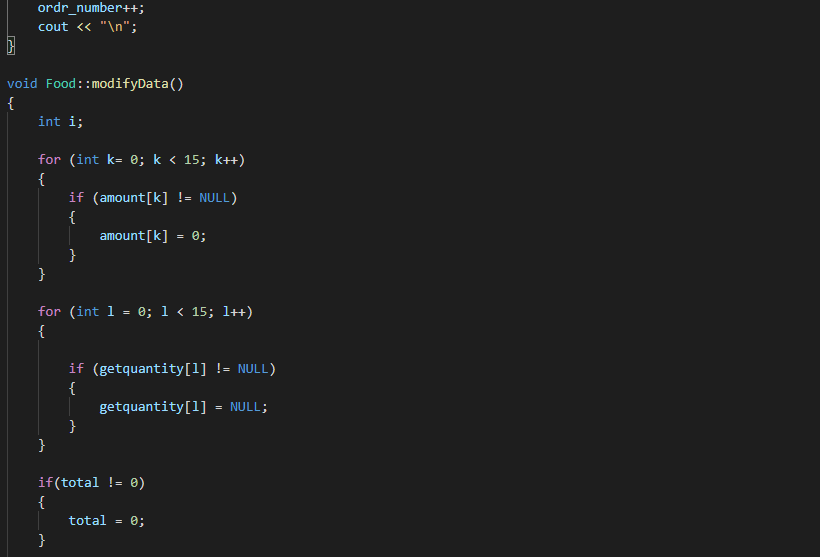 ordr_number++;
cout << "\n";
}
void Food::modifyData()
{
int i;
for (int k= 0; k < 15; k++)
{
if (amount[k] != NULL)
{
amount[k] = 0;
}
}
for (int l = 0; l < 15; l++)
{
if (getquantity[l] != NULL)
{
getquantity[l] = NULL;
}
}
if(total != 0)
{
total = 0;
}